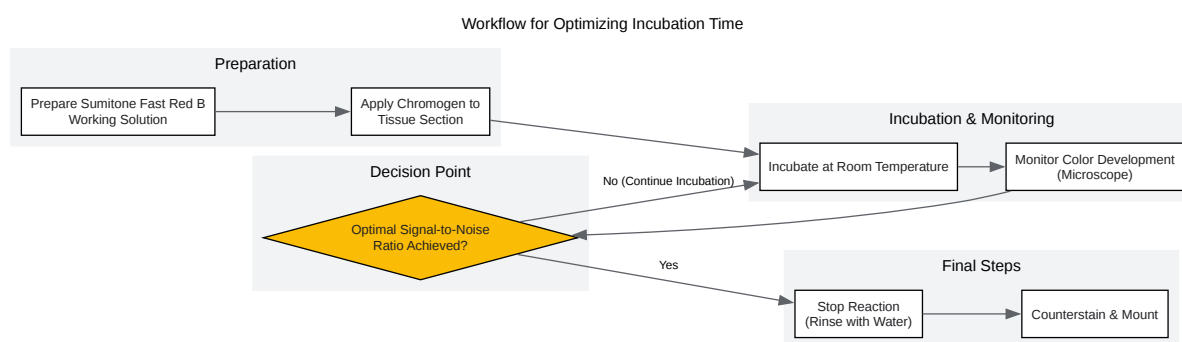 Workflow for Optimizing Incubation Time
Preparation
Prepare Sumitone Fast Red B
Working Solution
Apply Chromogen to
Tissue Section
Incubation & Monitoring
Incubate at Room Temperature
Monitor Color Development
(Microscope)
Decision Point
Optimal Signal-to-Noise
Ratio Achieved?
No (Continue Incubation)
Yes
Final Steps
Stop Reaction
(Rinse with Water)
Counterstain & Mount